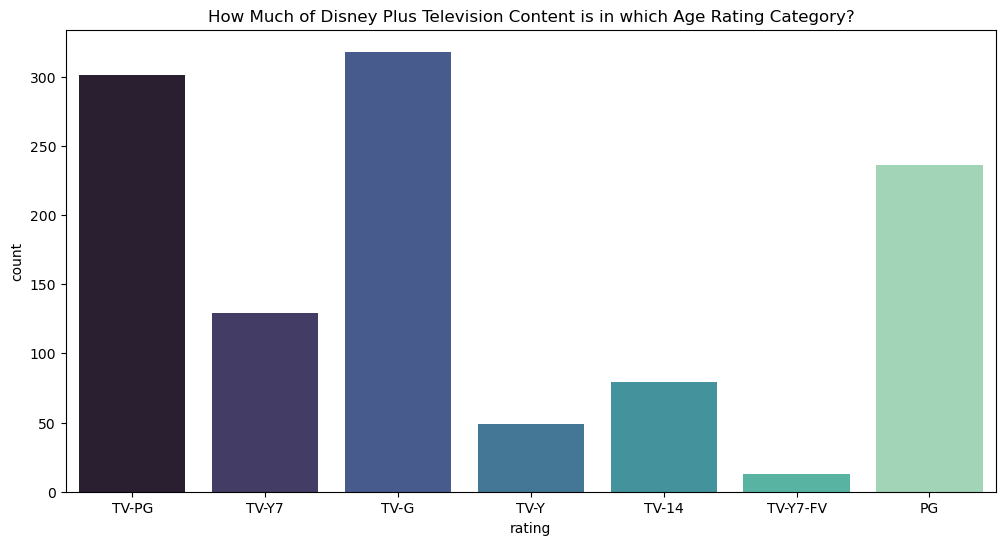 How Much of Disney Plus Television Content is in which Age Rating Category?
300
250
200
150
100
50
0
count
TV-PG TV-Y7 TV-G TV-Y TV-14 TV-Y7-FV PG
rating